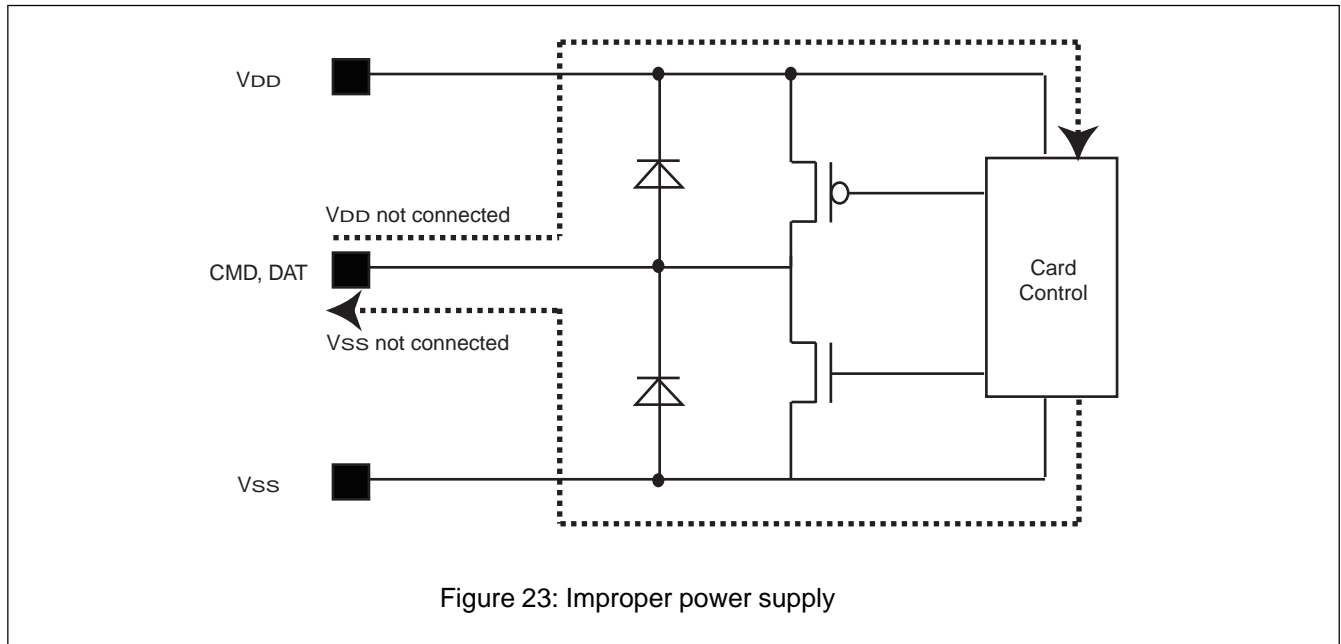 VDD
VDD not connected
CMD, DAT
VSS not connected
Card
Control
VSS
Figure 23: Improper power supply